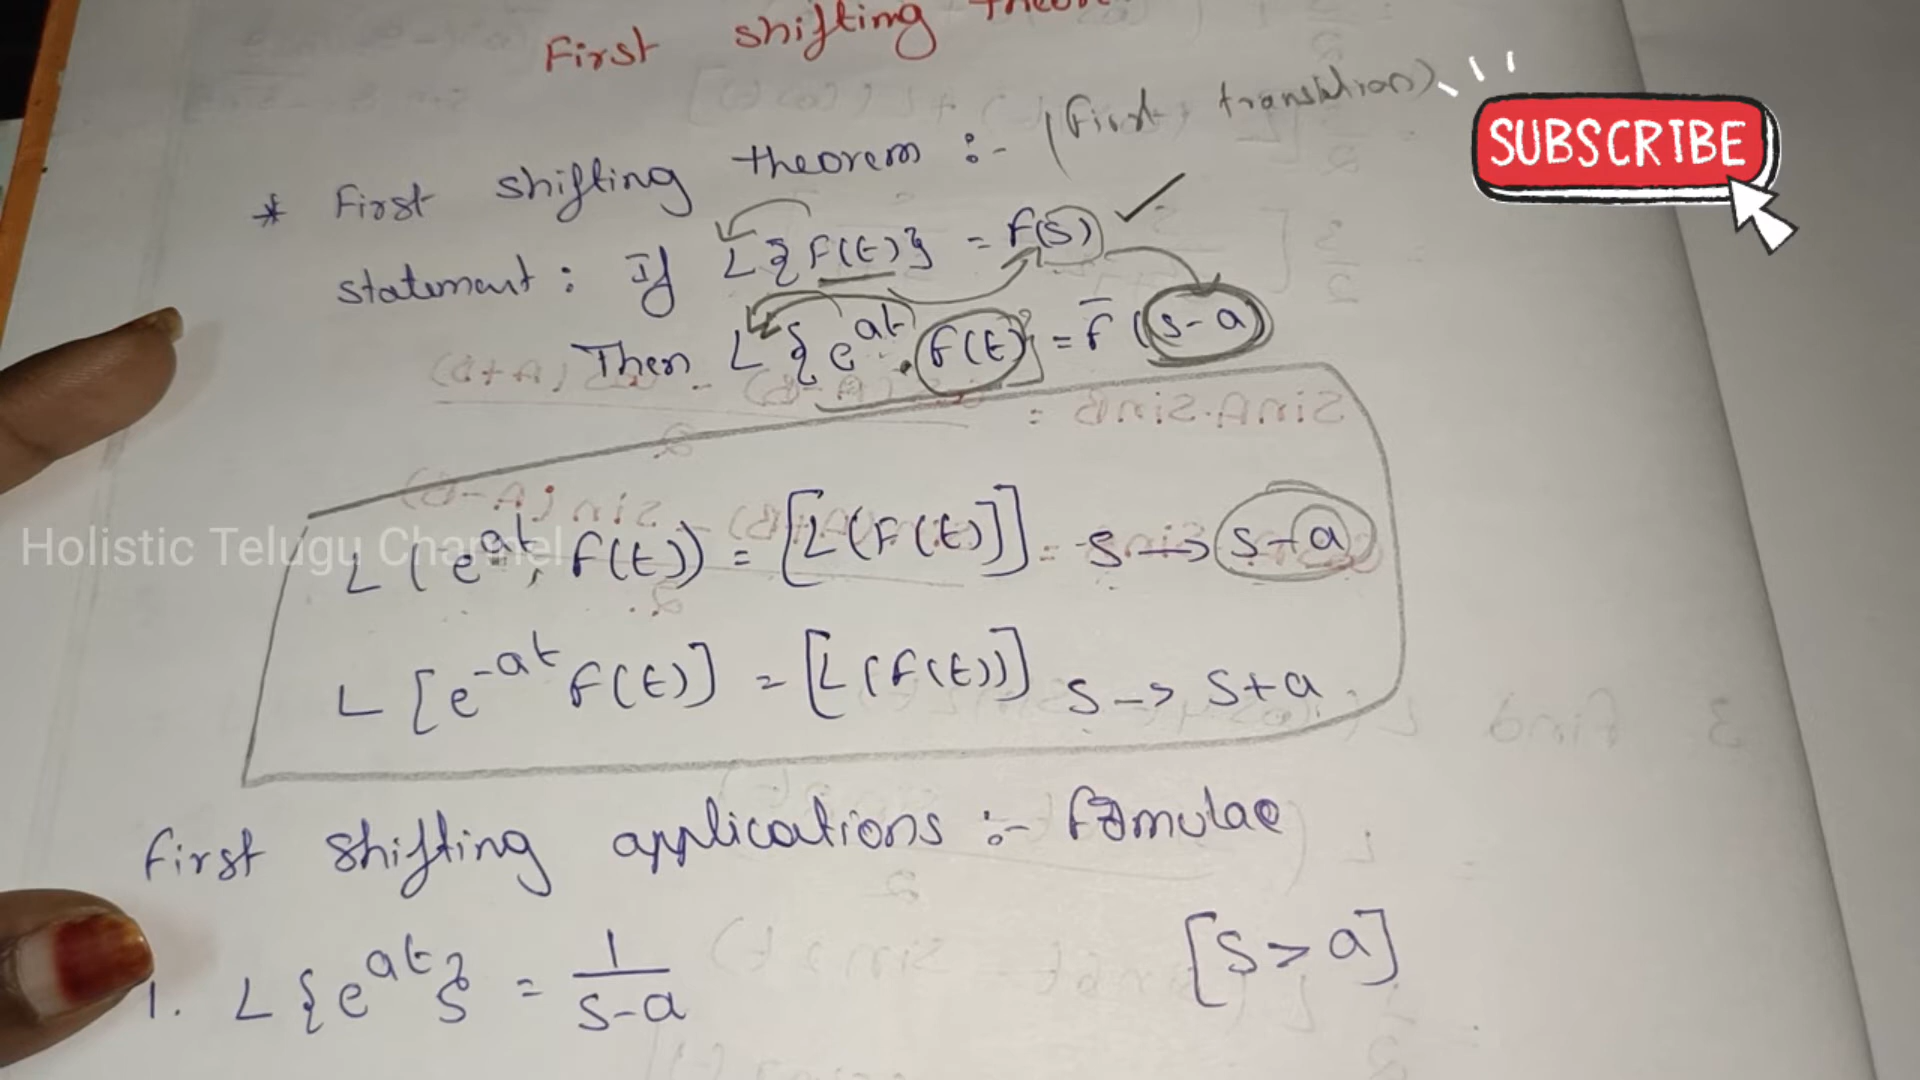 First shifting
* First shifting theorem :- (First translation)
SUBSCRIBE
statement : If L{F(t)} = F(s) ✓
Then L{e^at . F(t)} = f̄ (s-a)
Holistic Telugu Channel
L (e^at . F(t)) = [L(F(t)]] s → s-a
L [e^-at F(t)] = [L(F(t))] s → s+a
First shifting applications :- Formulae
1. L{e^at} = 1/(s-a) [s > a]